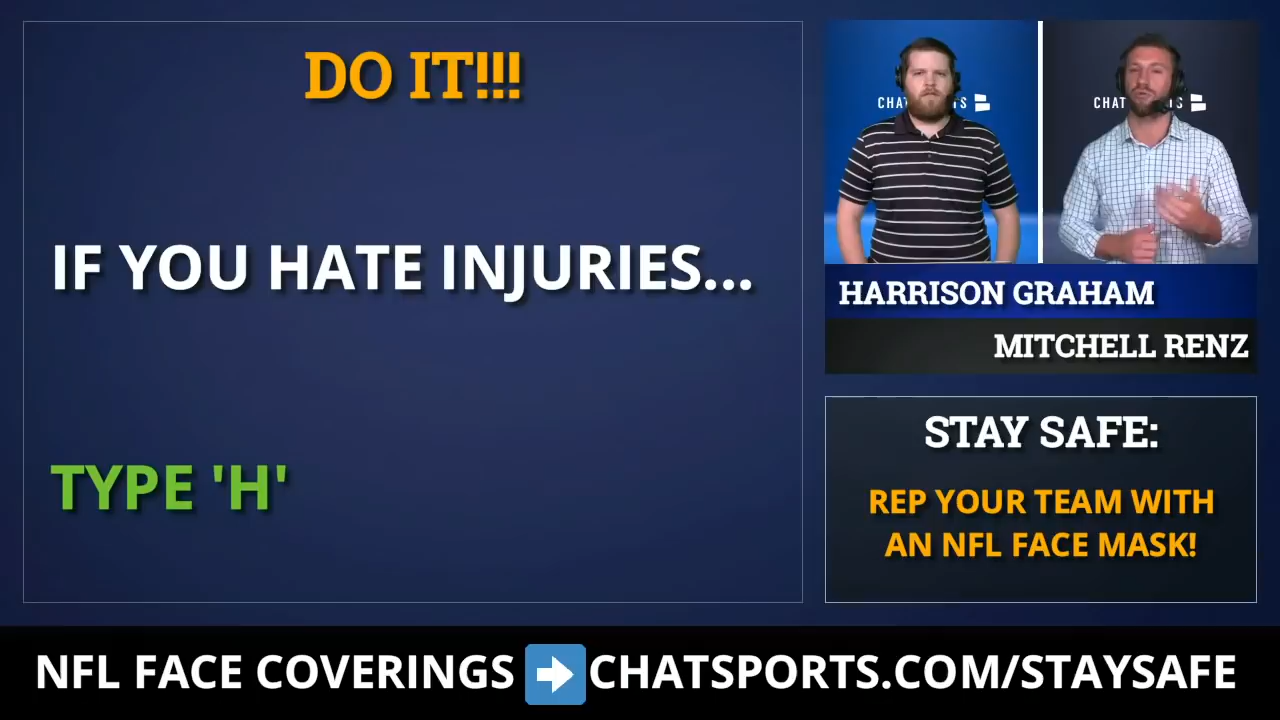 DO IT!!!
IF YOU HATE INJURIES...
TYPE 'H'
HARRISON GRAHAM
MITCHELL RENZ
STAY SAFE:
REP YOUR TEAM WITH
AN NFL FACE MASK!
NFL FACE COVERINGS ➡ CHATSPORTS.COM/STAYSAFE